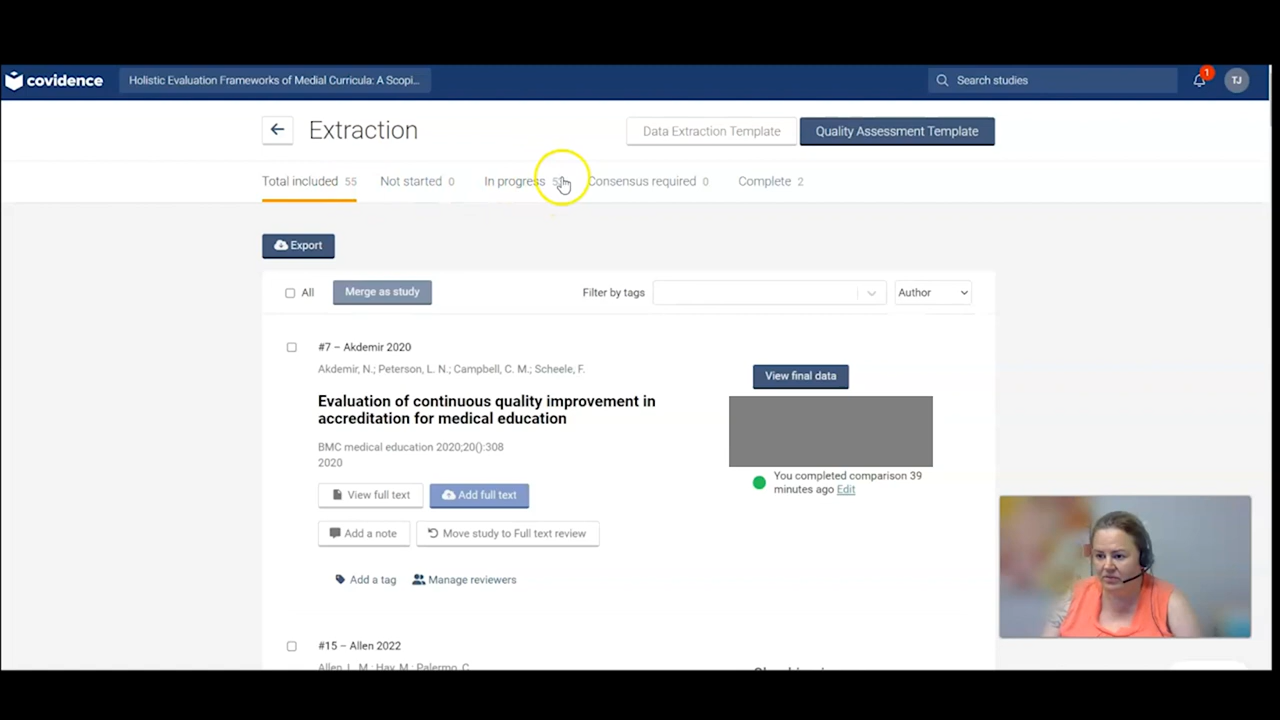 covidence
Holistic Evaluation Frameworks of Medial Curricula: A Scopi...
Search studies
1
TJ
Extraction
Data Extraction Template
Quality Assessment Template
Total included 55
Not started 0
In progress
Consensus required 0
Complete 2
Export
All
Merge as study
Filter by tags
Author
#7 – Akdemir 2020
Akdemir, N.; Peterson, L. N.; Campbell, C. M.; Scheele, F.
View final data
Evaluation of continuous quality improvement in
accreditation for medical education
BMC medical education 2020;20():308
2020
You completed comparison 39
minutes ago Edit
View full text
Add full text
Add a note
Move study to Full text review
Add a tag
Manage reviewers
#15 – Allen 2022
Allen, L. M.; Hay, M.; Palermo, C.